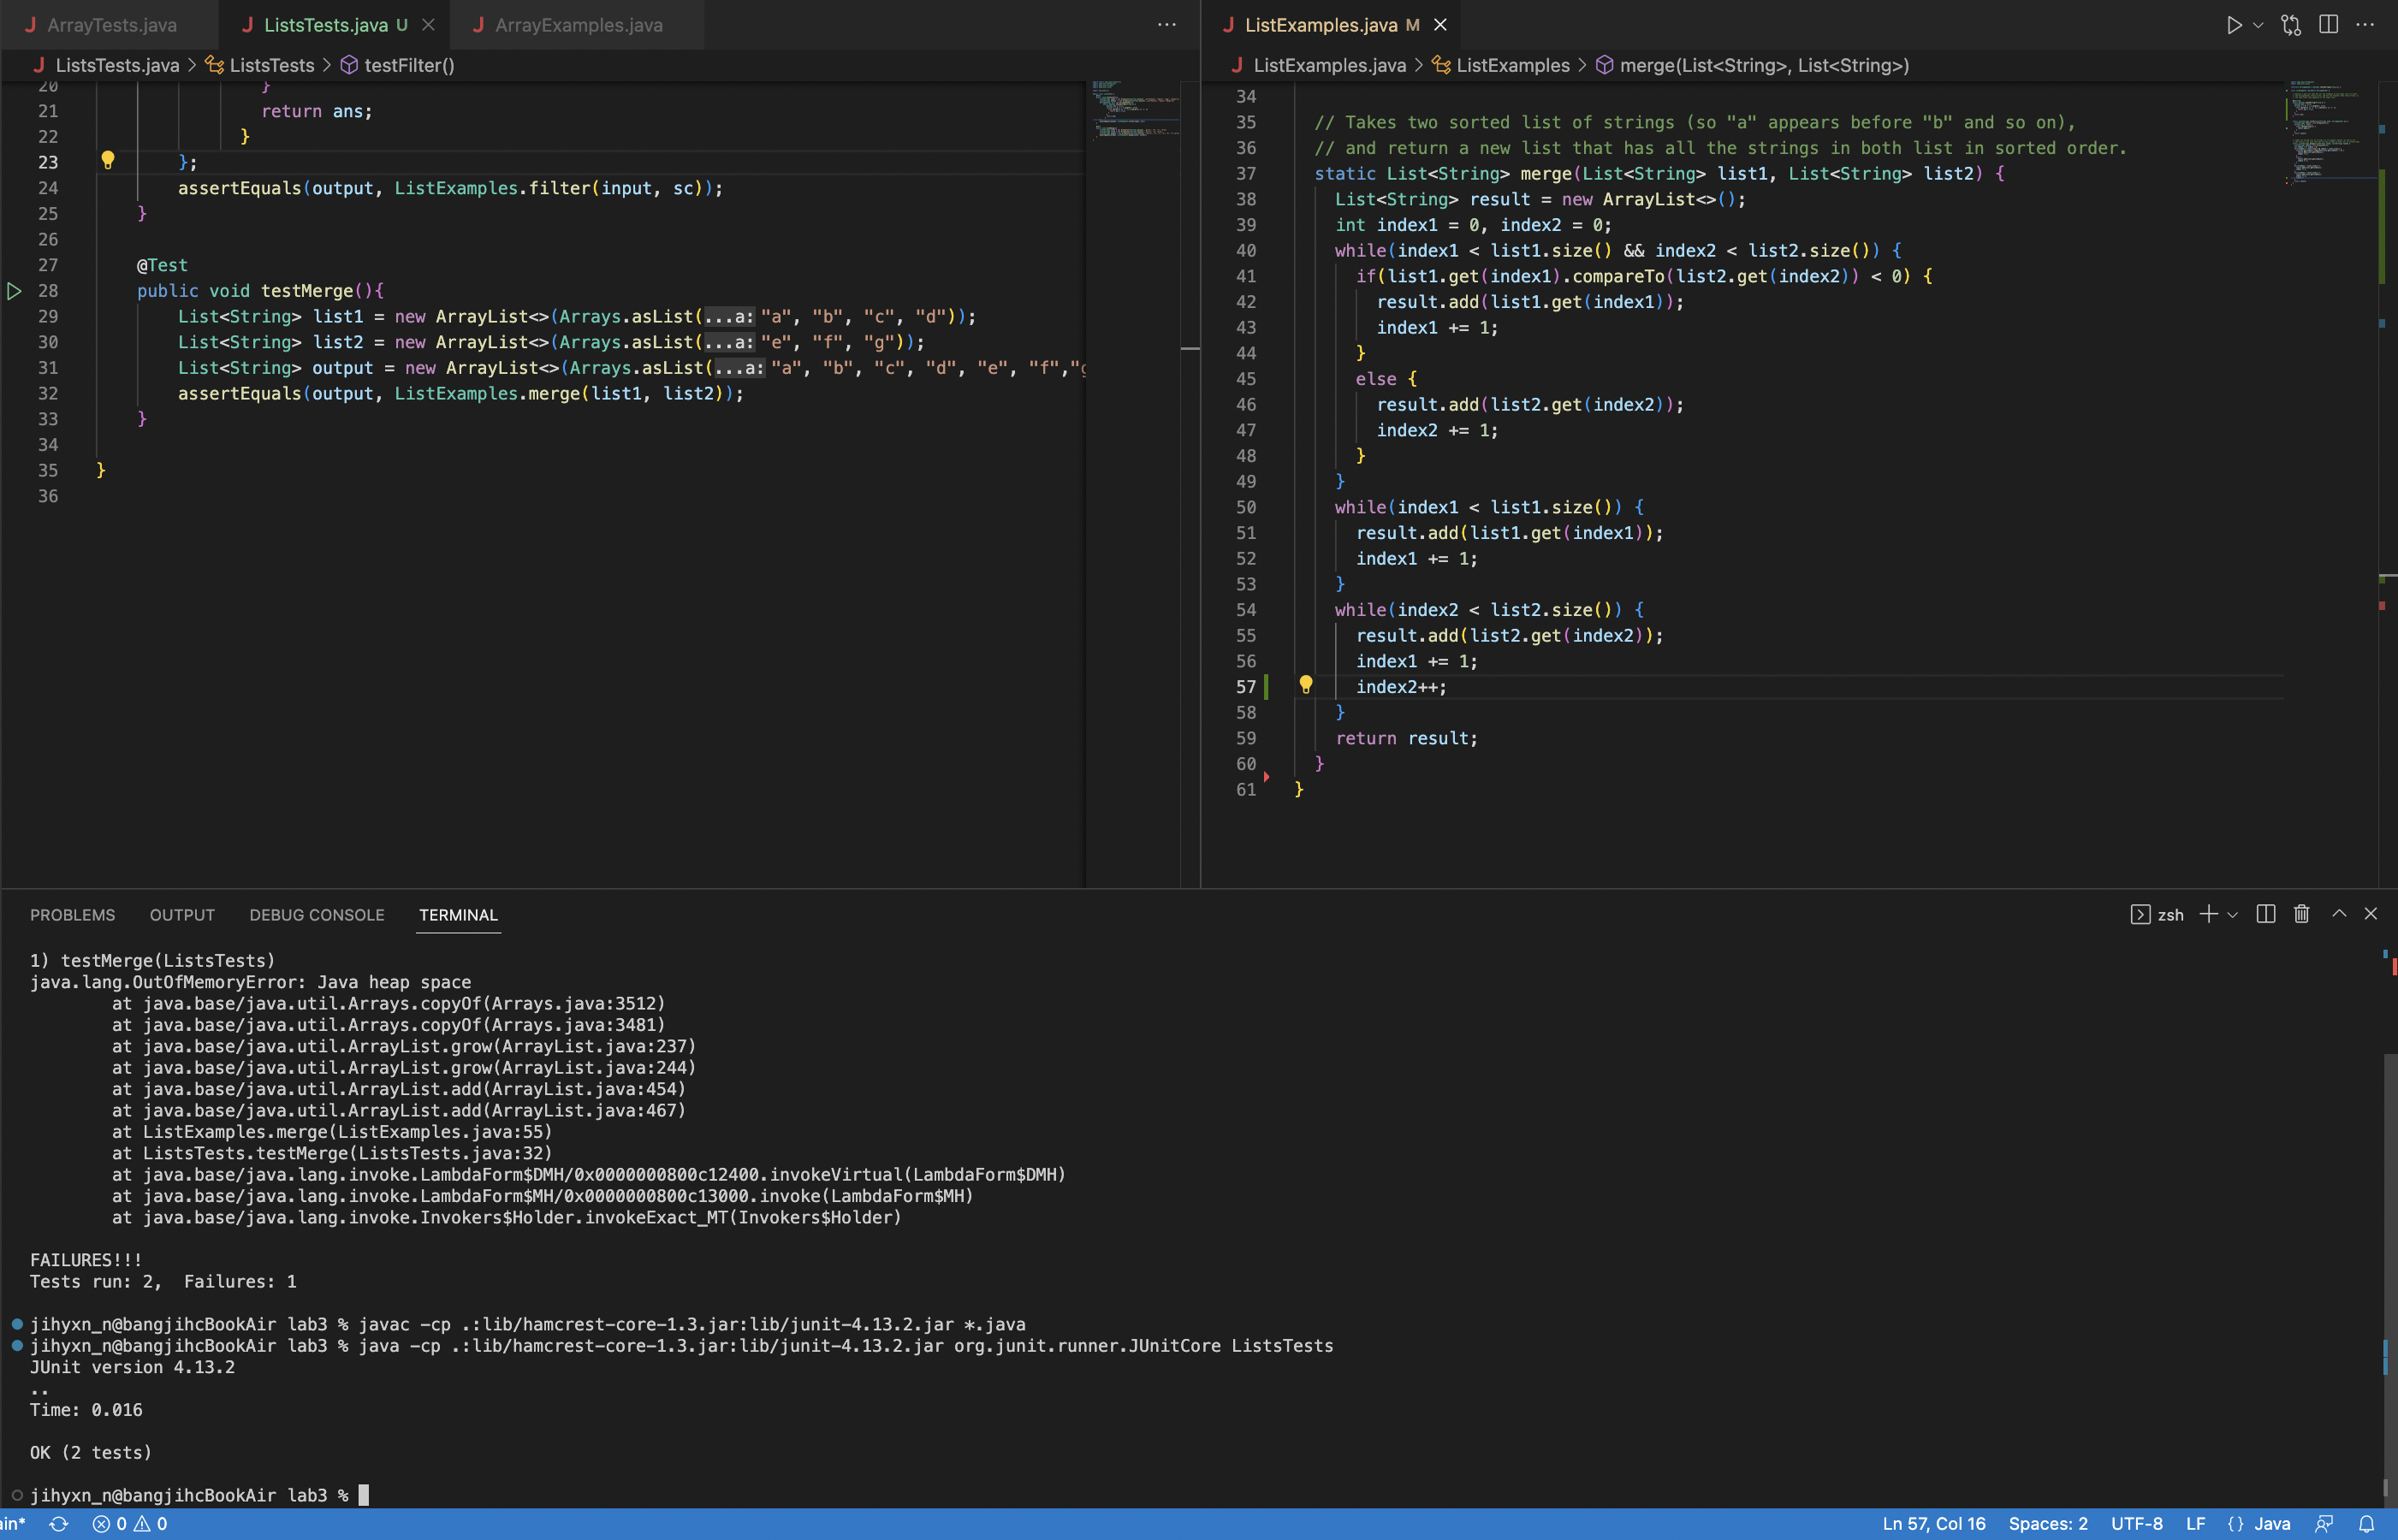 ArrayTests.java
ListsTests.java U
ArrayExamples.java
ListsTests.java > ListsTests > testFilter()
20 }
21 return ans;
22 }
23 };
24 assertEquals(output, ListExamples.filter(input, sc));
25 }
26
27 @Test
28 public void testMerge(){
29 List<String> list1 = new ArrayList<>(Arrays.asList(...a: "a", "b", "c", "d"));
30 List<String> list2 = new ArrayList<>(Arrays.asList(...a: "e", "f", "g"));
31 List<String> output = new ArrayList<>(Arrays.asList(...a: "a", "b", "c", "d", "e", "f","g
32 assertEquals(output, ListExamples.merge(list1, list2));
33 }
34
35 }
36
ListExamples.java M
ListExamples.java > ListExamples > merge(List<String>, List<String>)
34
35 // Takes two sorted list of strings (so "a" appears before "b" and so on),
36 // and return a new list that has all the strings in both list in sorted order.
37 static List<String> merge(List<String> list1, List<String> list2) {
38 List<String> result = new ArrayList<>();
39 int index1 = 0, index2 = 0;
40 while(index1 < list1.size() && index2 < list2.size()) {
41 if(list1.get(index1).compareTo(list2.get(index2)) < 0) {
42 result.add(list1.get(index1));
43 index1 += 1;
44 }
45 else {
46 result.add(list2.get(index2));
47 index2 += 1;
48 }
49 }
50 while(index1 < list1.size()) {
51 result.add(list1.get(index1));
52 index1 += 1;
53 }
54 while(index2 < list2.size()) {
55 result.add(list2.get(index2));
56 index1 += 1;
57 index2++;
58 }
59 return result;
60 }
61 }
PROBLEMS OUTPUT DEBUG CONSOLE TERMINAL
zsh
1) testMerge(ListsTests)
java.lang.OutOfMemoryError: Java heap space
at java.base/java.util.Arrays.copyOf(Arrays.java:3512)
at java.base/java.util.Arrays.copyOf(Arrays.java:3481)
at java.base/java.util.ArrayList.grow(ArrayList.java:237)
at java.base/java.util.ArrayList.grow(ArrayList.java:244)
at java.base/java.util.ArrayList.add(ArrayList.java:454)
at java.base/java.util.ArrayList.add(ArrayList.java:467)
at ListExamples.merge(ListExamples.java:55)
at ListsTests.testMerge(ListsTests.java:32)
at java.base/java.lang.invoke.LambdaForm$DMH/0x0000000800c12400.invokeVirtual(LambdaForm$DMH)
at java.base/java.lang.invoke.LambdaForm$MH/0x0000000800c13000.invoke(LambdaForm$MH)
at java.base/java.lang.invoke.Invokers$Holder.invokeExact_MT(Invokers$Holder)
FAILURES!!!
Tests run: 2,  Failures: 1
jihyxn_n@bangjihcBookAir lab3 % javac -cp .:lib/hamcrest-core-1.3.jar:lib/junit-4.13.2.jar *.java
jihyxn_n@bangjihcBookAir lab3 % java -cp .:lib/hamcrest-core-1.3.jar:lib/junit-4.13.2.jar org.junit.runner.JUnitCore ListsTests
JUnit version 4.13.2
..
Time: 0.016
OK (2 tests)
jihyxn_n@bangjihcBookAir lab3 %
ain* 0 0
Ln 57, Col 16 Spaces: 2 UTF-8 LF {} Java